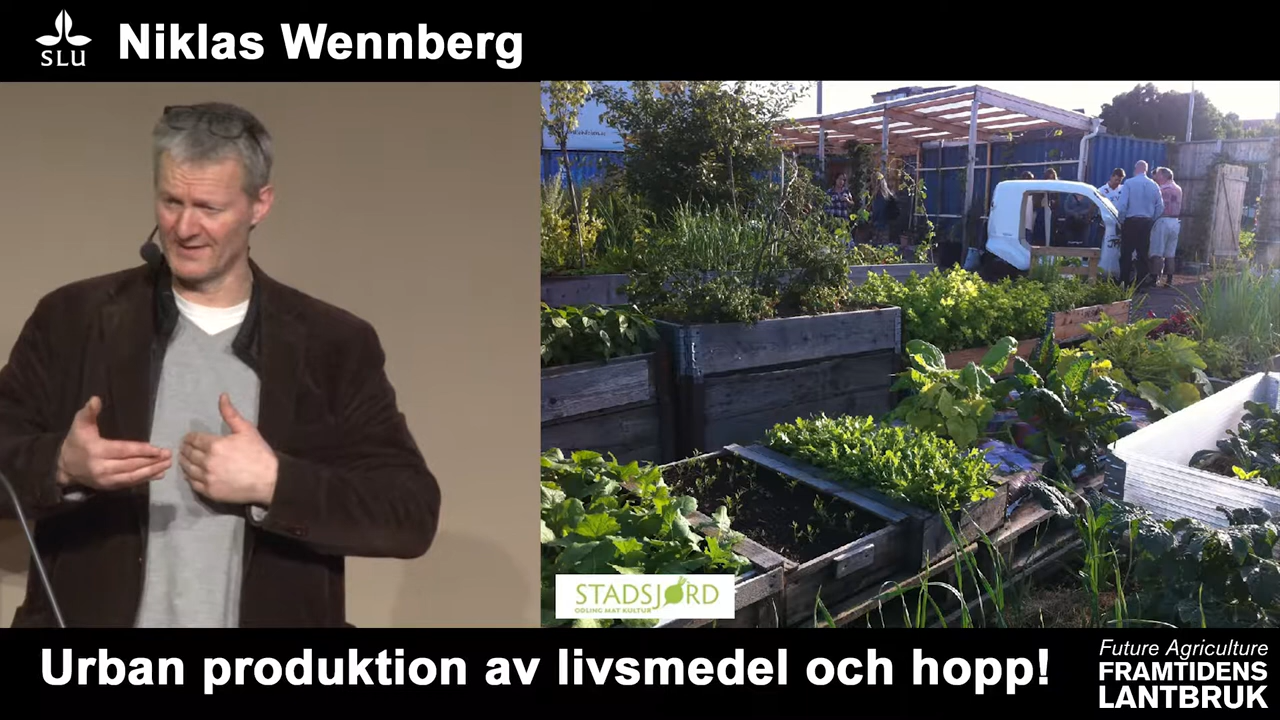 SLU
Niklas Wennberg
STADSJORD
ODLING MAT KULTUR
Urban produktion av livsmedel och hopp!
Future Agriculture
FRAMTIDENS
LANTBRUK